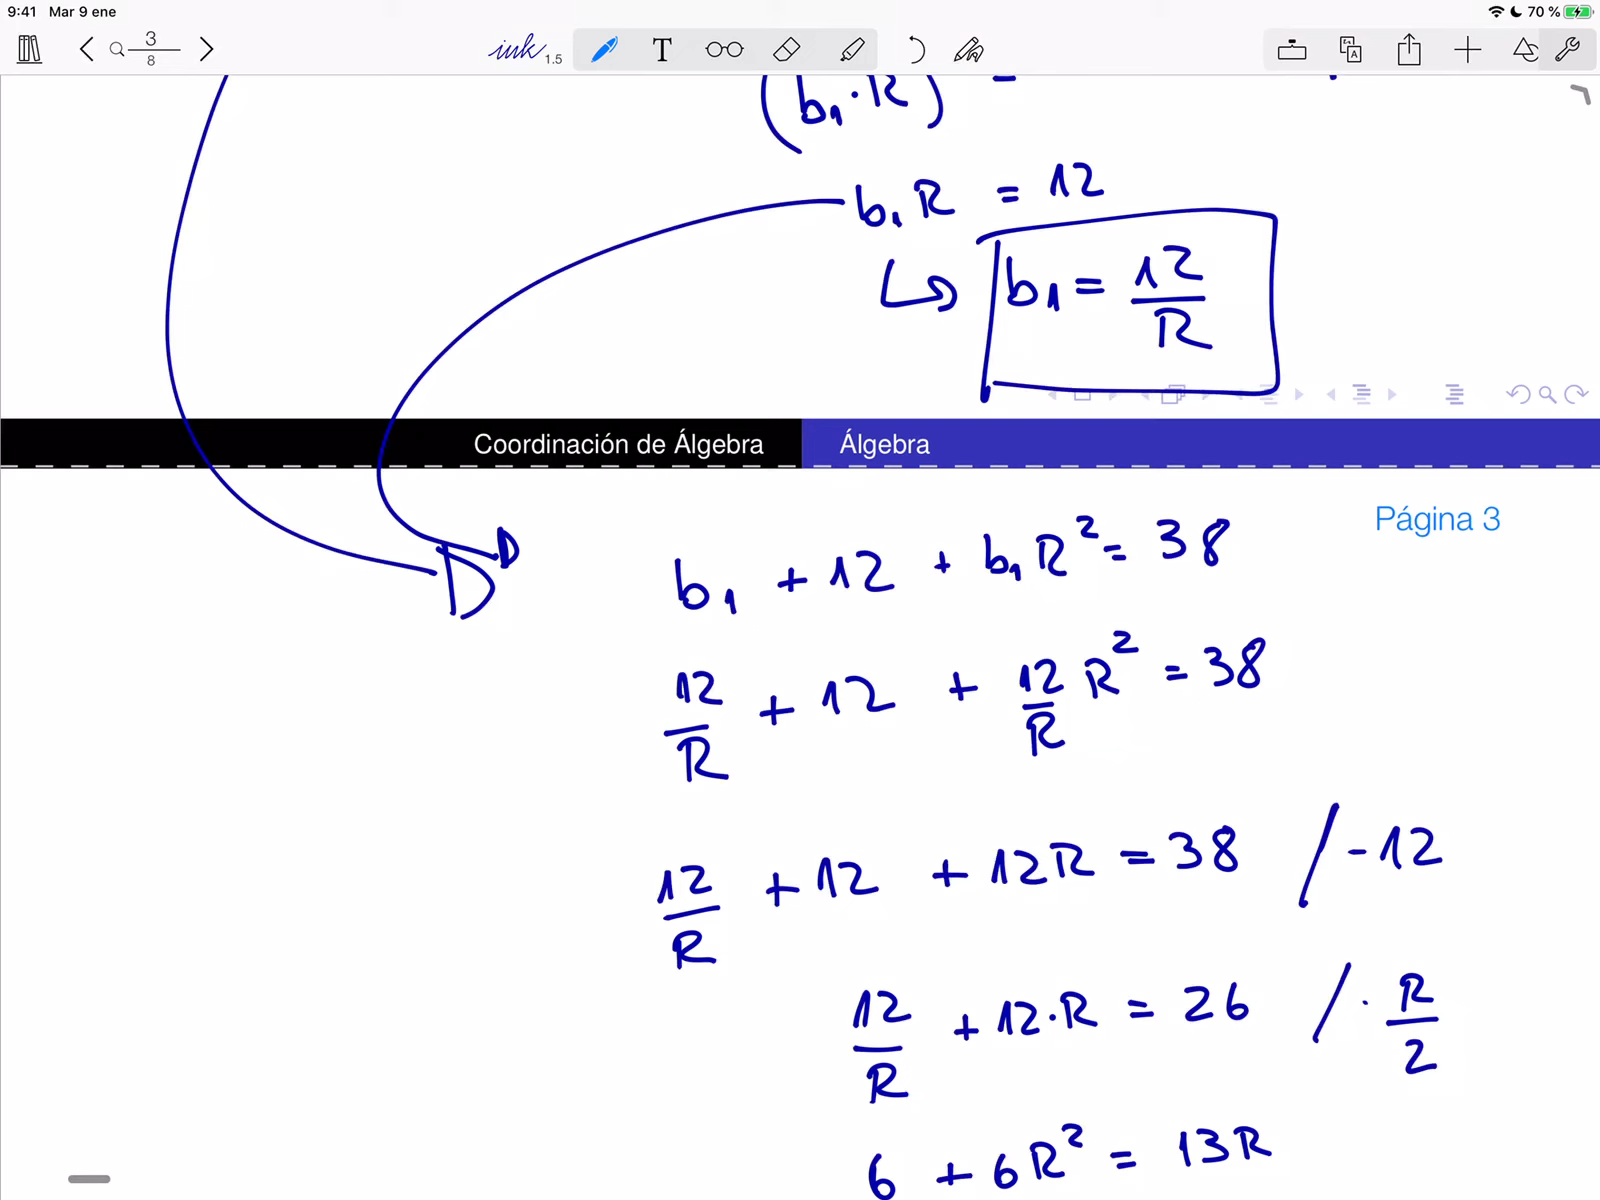 9:41 Mar 9 ene 70 %
3
8
ink 1.5 T
(b₁·R) =
b₁R = 12
↳ b₁ = 12/R
Coordinación de Álgebra Álgebra
Página 3
b₁ + 12 + b₁R² = 38
12/R + 12 + 12/R R² = 38
12/R + 12 + 12R = 38 / -12
12/R + 12·R = 26 / · R/2
6 + 6R² = 13R